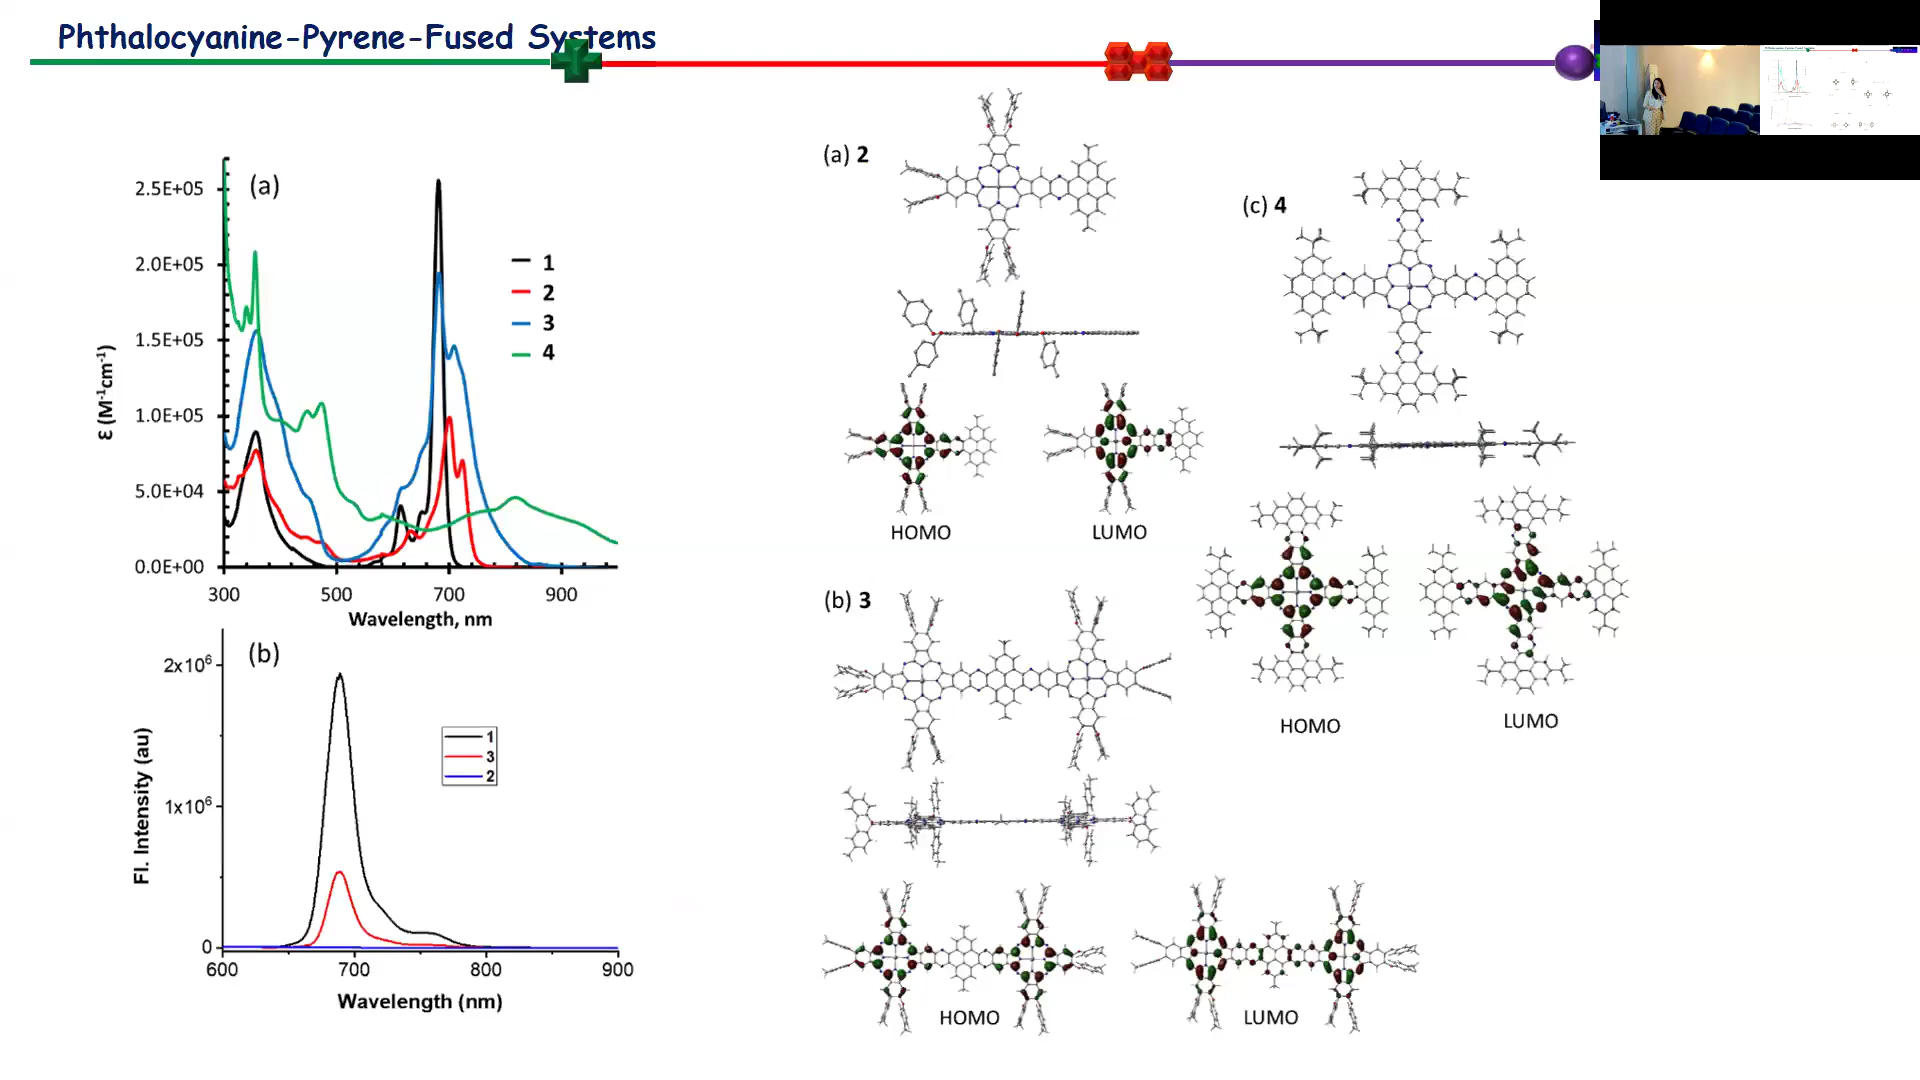 Phthalocyanine-Pyrene-Fused Systems
(a)
2.5E+05
2.0E+05
1.5E+05
1.0E+05
5.0E+04
0.0E+00
300 500 700 900
Wavelength, nm
ε (M⁻¹cm⁻¹)
1
2
3
4
(b)
2x10⁶
1x10⁶
0
600 700 800 900
Wavelength (nm)
Fl. Intensity (au)
1
3
2
(a) 2
HOMO LUMO
(b) 3
HOMO LUMO
(c) 4
HOMO LUMO